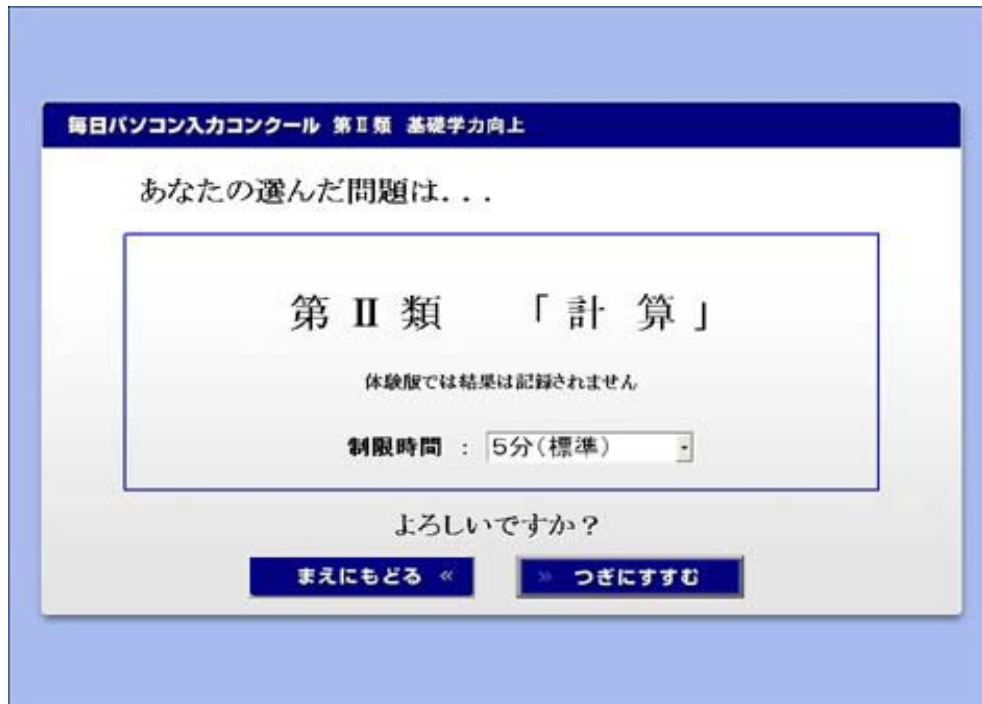 毎日パソコン入力コンクール 第Ⅱ類 基礎学力向上
あなたの選んだ問題は...
第Ⅱ類 「計算」
体験版では結果は記録されません
制限時間 : 5分(標準)
よろしいですか?
まえにもどる «
» つぎにすすむ